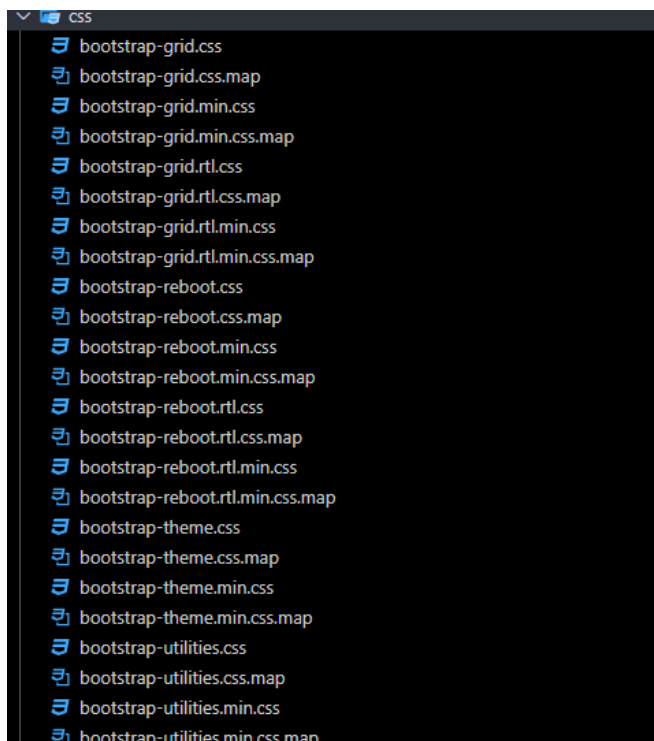 css
bootstrap-grid.css
bootstrap-grid.css.map
bootstrap-grid.min.css
bootstrap-grid.min.css.map
bootstrap-grid.rtl.css
bootstrap-grid.rtl.css.map
bootstrap-grid.rtl.min.css
bootstrap-grid.rtl.min.css.map
bootstrap-reboot.css
bootstrap-reboot.css.map
bootstrap-reboot.min.css
bootstrap-reboot.min.css.map
bootstrap-reboot.rtl.css
bootstrap-reboot.rtl.css.map
bootstrap-reboot.rtl.min.css
bootstrap-reboot.rtl.min.css.map
bootstrap-theme.css
bootstrap-theme.css.map
bootstrap-theme.min.css
bootstrap-theme.min.css.map
bootstrap-utilities.css
bootstrap-utilities.css.map
bootstrap-utilities.min.css
bootstrap-utilities.min.css.map